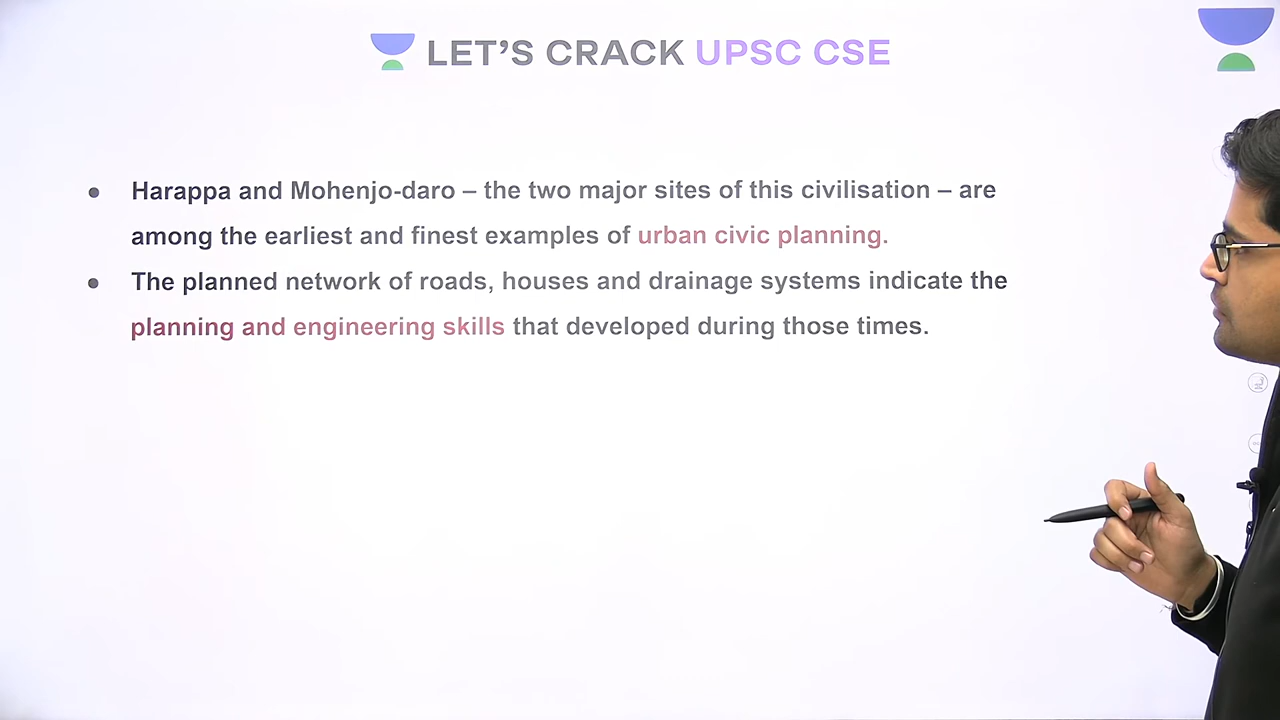 LET'S CRACK UPSC CSE
● Harappa and Mohenjo-daro – the two major sites of this civilisation – are
among the earliest and finest examples of urban civic planning.
● The planned network of roads, houses and drainage systems indicate the
planning and engineering skills that developed during those times.